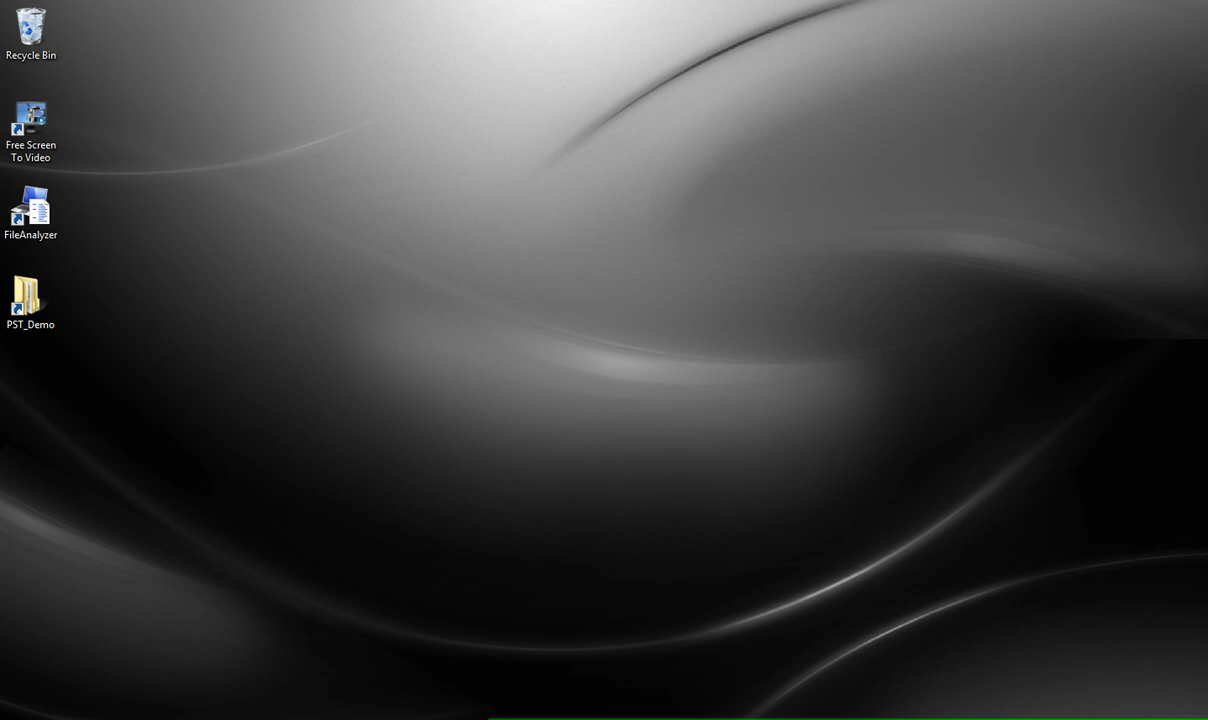 Recycle Bin
Free Screen
To Video
FileAnalyzer
PST_Demo